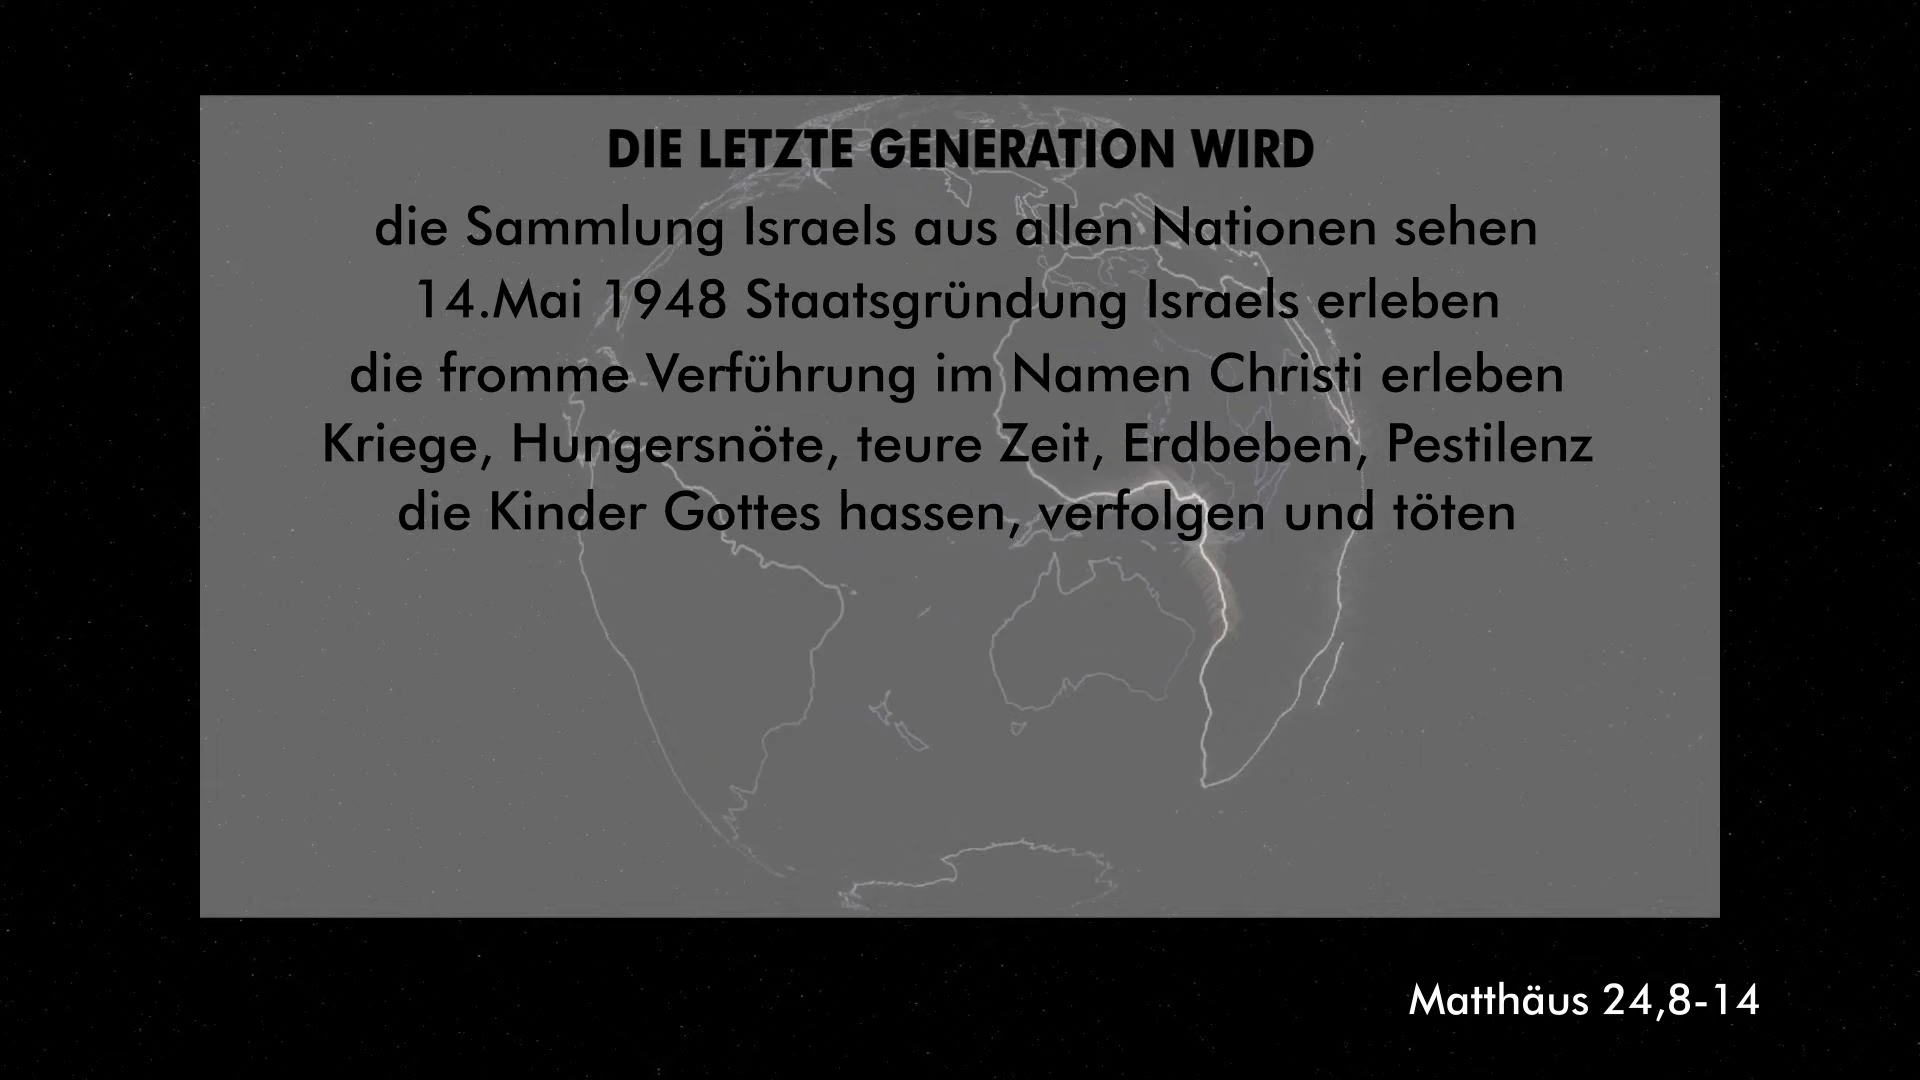 DIE LETZTE GENERATION WIRD
die Sammlung Israels aus allen Nationen sehen
14.Mai 1948 Staatsgründung Israels erleben
die fromme Verführung im Namen Christi erleben
Kriege, Hungersnöte, teure Zeit, Erdbeben, Pestilenz
die Kinder Gottes hassen, verfolgen und töten
Matthäus 24,8-14